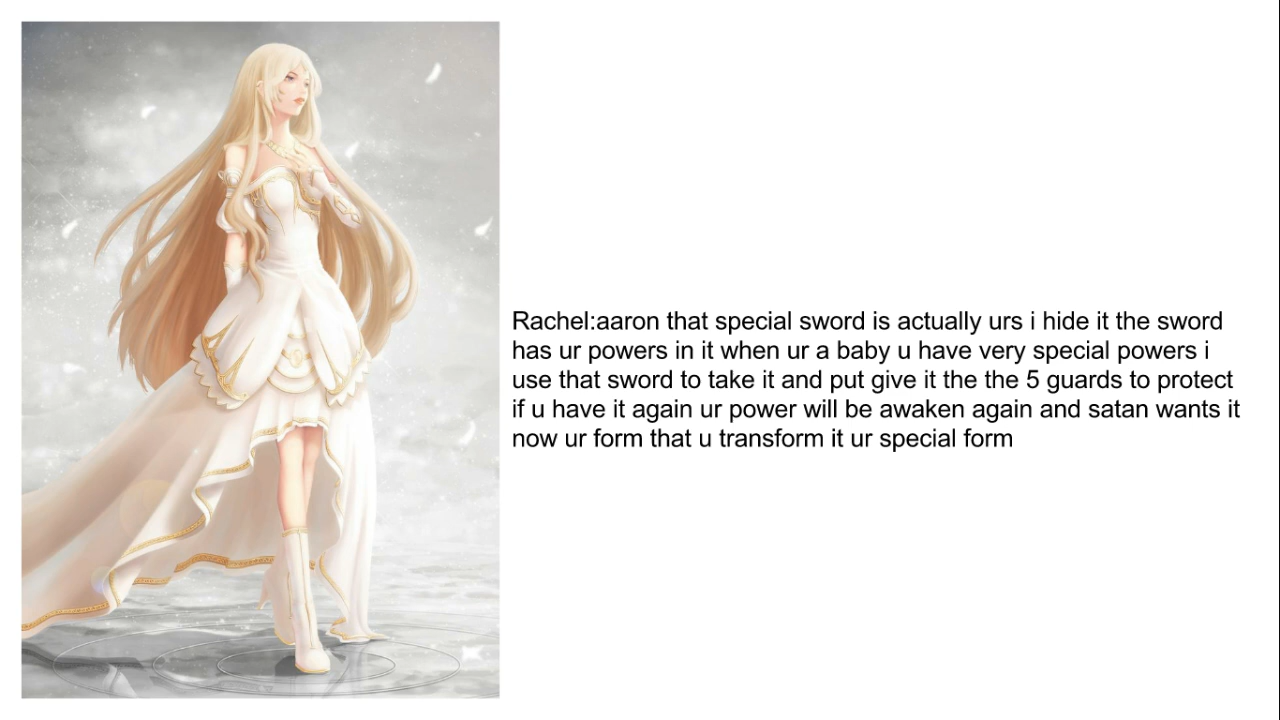 Rachel:aaron that special sword is actually urs i hide it the sword
has ur powers in it when ur a baby u have very special powers i
use that sword to take it and put give it the the 5 guards to protect
if u have it again ur power will be awaken again and satan wants it
now ur form that u transform it ur special form